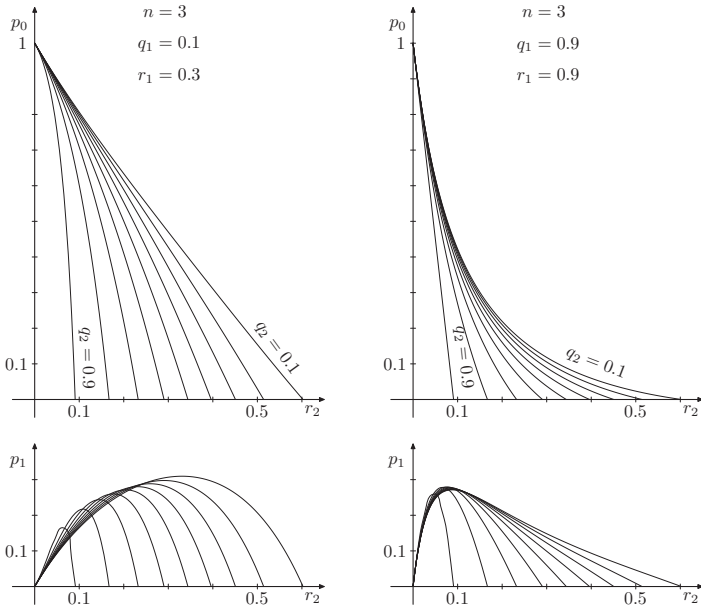 p₀
n = 3
1
q₁ = 0.1
r₁ = 0.3
q₂ = 0.9
q₂ = 0.1
0.1
0.1
0.5
r₂
p₀
n = 3
1
q₁ = 0.9
r₁ = 0.9
q₂ = 0.9
q₂ = 0.1
0.1
0.1
0.5
r₂
p₁
0.1
0.1
0.5
r₂
p₁
0.1
0.1
0.5
r₂